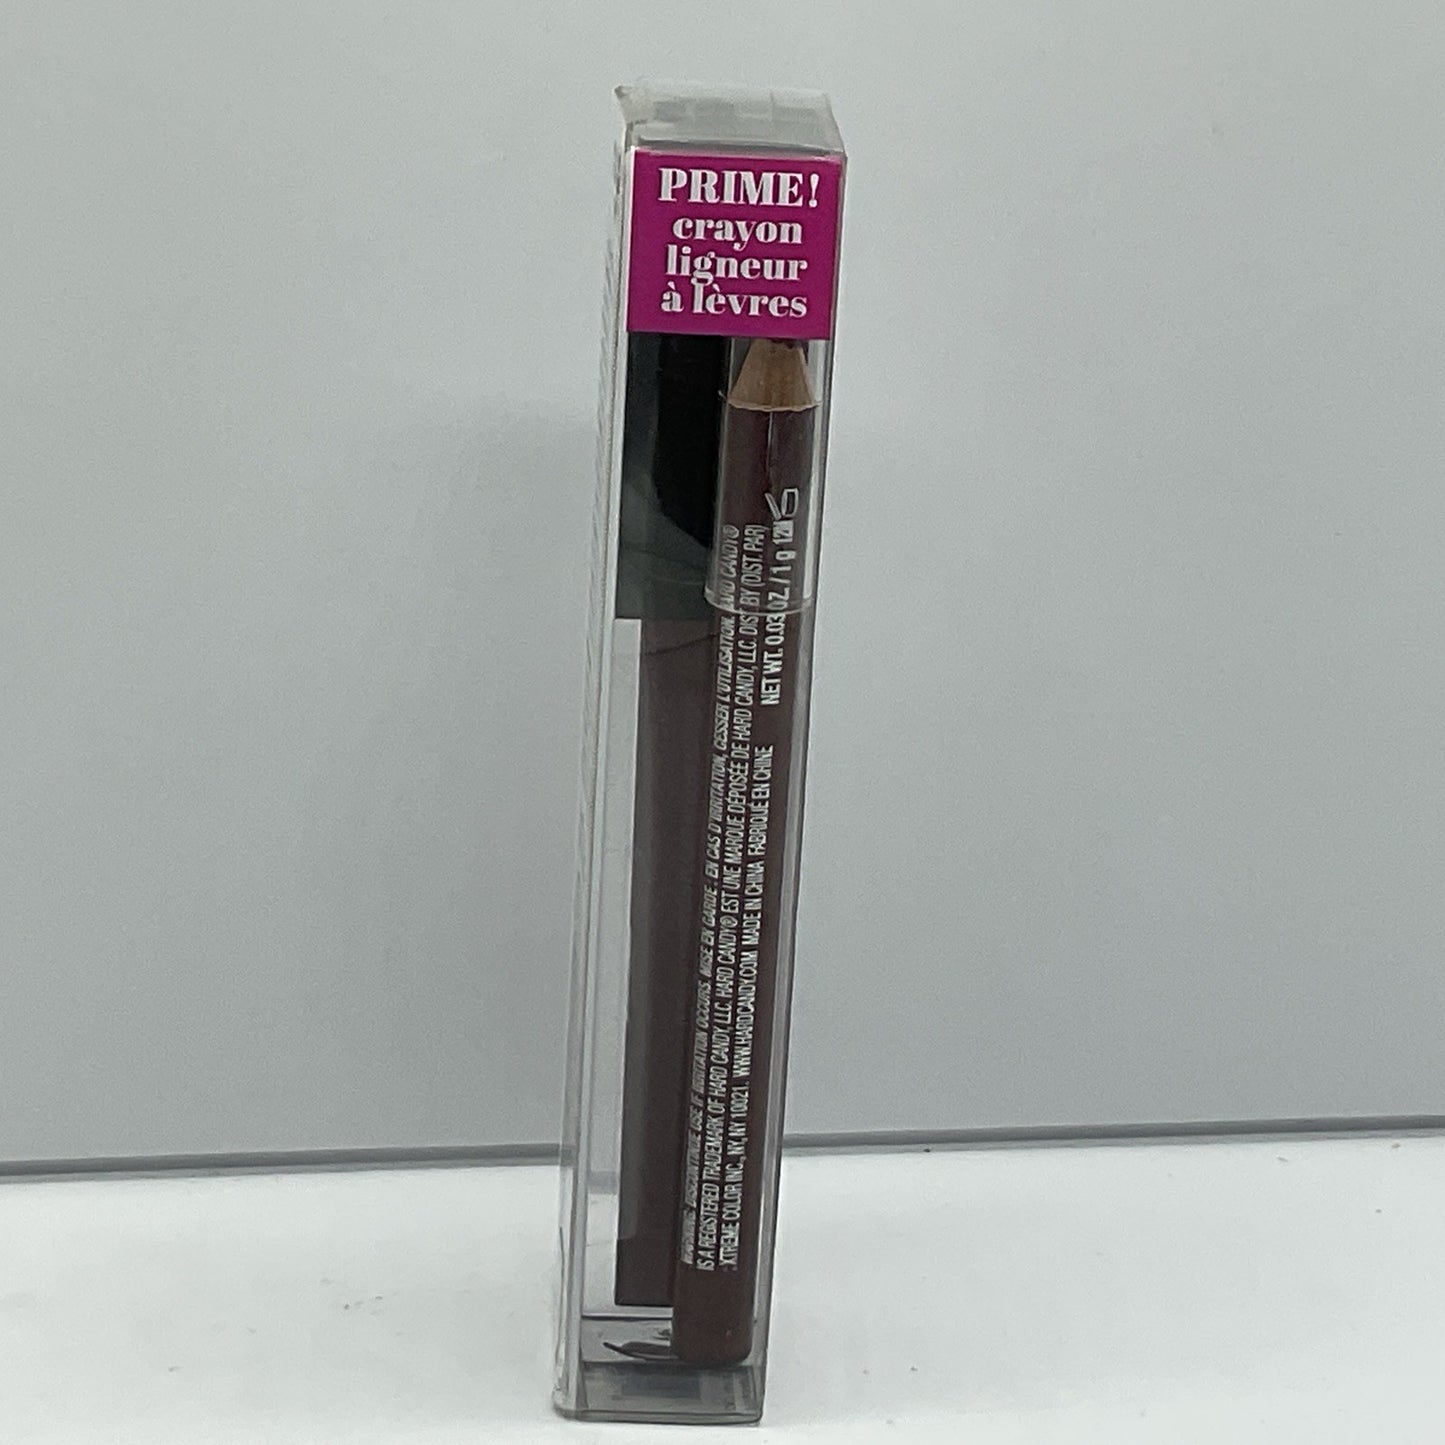 PRIME!
crayon
ligneur
à lèvres
WARNING: DISCONTINUE USE IF IRRITATION OCCURS. MISE EN GARDE : EN CAS D'IRRITATION, CESSER L'UTILISATION. HARD CANDY®
IS A REGISTERED TRADEMARK OF HARD CANDY, LLC. HARD CANDY® EST UNE MARQUE DÉPOSÉE DE HARD CANDY, LLC. DIST. BY (DIST. PAR)
XTREME COLOR INC., NY, NY 10021. WWW.HARDCANDY.COM MADE IN CHINA FABRIQUÉ EN CHINE
NET WT. 0.03 OZ. / 1 g 12M